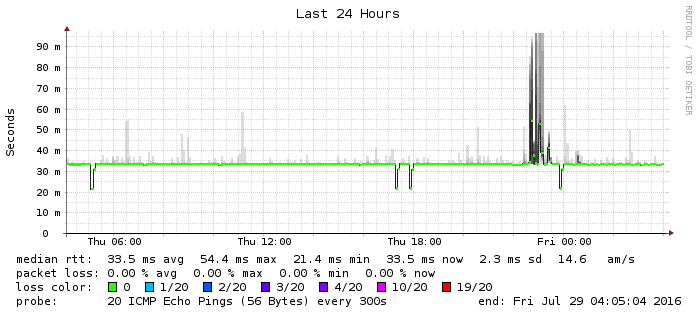 Last 24 Hours
RRDTOOL / TOBI OETIKER
Seconds
90 m
80 m
70 m
60 m
50 m
40 m
30 m
20 m
10 m
0
Thu 06:00 Thu 12:00 Thu 18:00 Fri 00:00
median rtt: 33.5 ms avg 54.4 ms max 21.4 ms min 33.5 ms now 2.3 ms sd 14.6 am/s
packet loss: 0.00 % avg 0.00 % max 0.00 % min 0.00 % now
loss color: 0 1/20 2/20 3/20 4/20 10/20 19/20
probe: 20 ICMP Echo Pings (56 Bytes) every 300s end: Fri Jul 29 04:05:04 2016